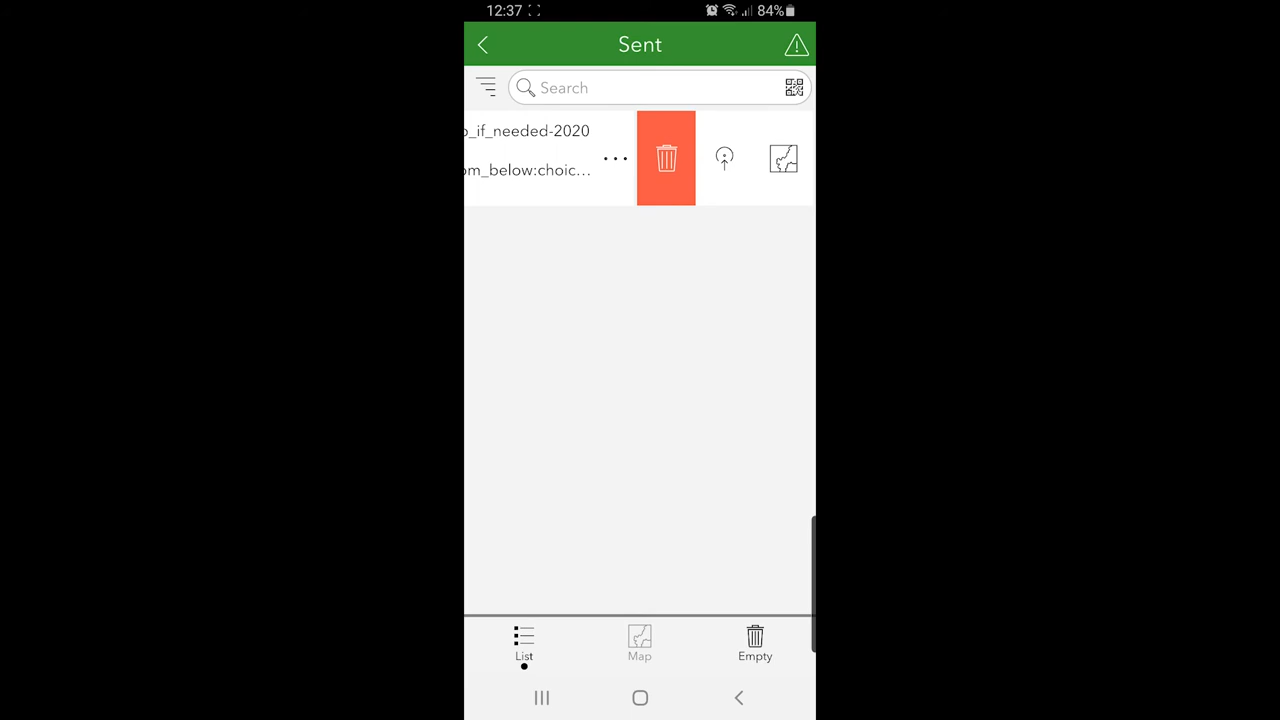 12:37 84%
Sent
Search
_if_needed-2020
om_below:choic...
List Map Empty